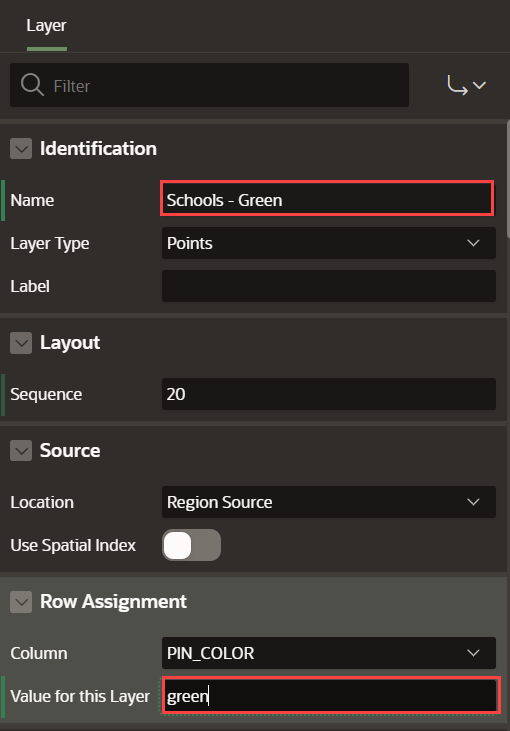 Layer
Filter
Identification
Name Schools - Green
Layer Type Points
Label
Layout
Sequence 20
Source
Location Region Source
Use Spatial Index
Row Assignment
Column PIN_COLOR
Value for this Layer green